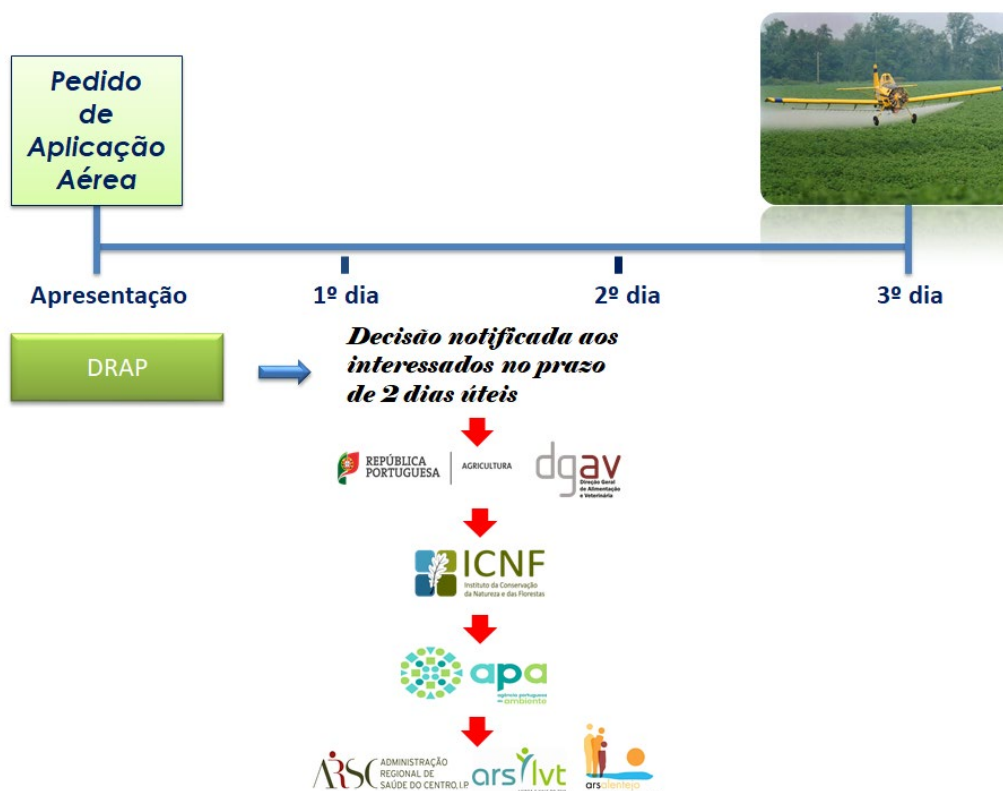 Pedido
de
Aplicação
Aérea
Apresentação
1º dia
2º dia
3º dia
DRAP
Decisão notificada aos
interessados no prazo
de 2 dias úteis
REPÚBLICA
PORTUGUESA
AGRICULTURA
dgav
Direção Geral
de Alimentação
e Veterinária
ICNF
Instituto da Conservação
da Natureza e das Florestas
apa
agência portuguesa
do ambiente
ARSC
ADMINISTRAÇÃO
REGIONAL DE
SAÚDE DO CENTRO, I.P.
ars lvt
arsalentejo